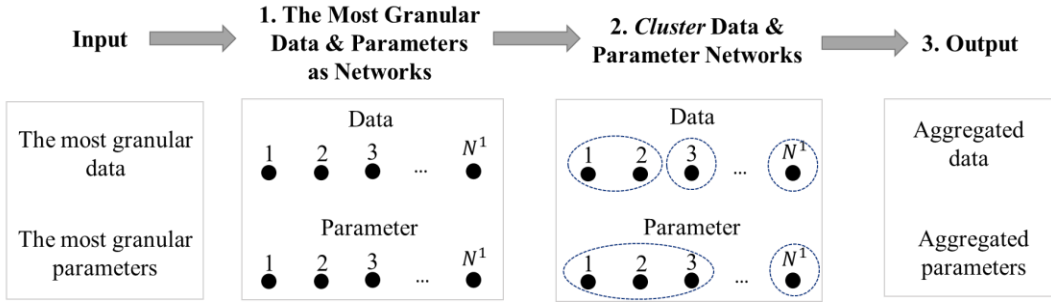 Input
1. The Most Granular
Data & Parameters
as Networks
2. Cluster Data &
Parameter Networks
3. Output
The most granular
data
The most granular
parameters
Data
1 2 3 ... N¹
Parameter
1 2 3 ... N¹
Data
1 2 3 ... N¹
Parameter
1 2 3 ... N¹
Aggregated
data
Aggregated
parameters